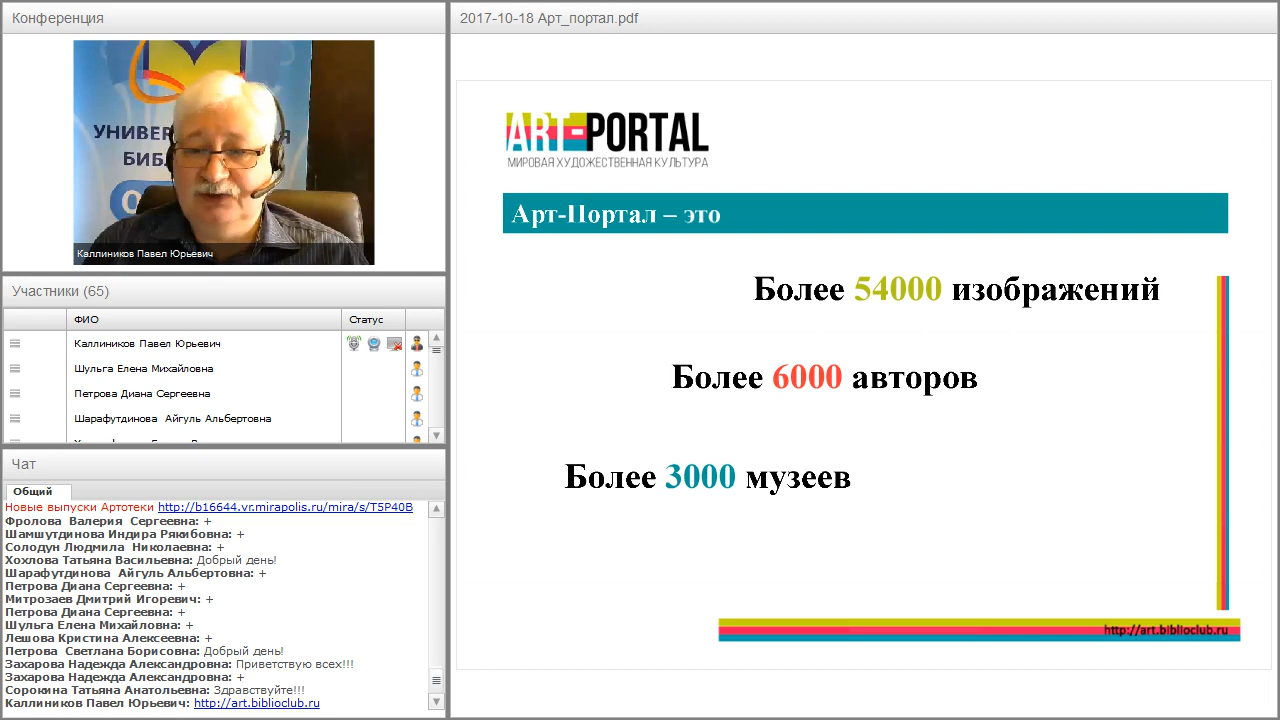 Конференция
УНИВЕР
БИБЛ
Каллиников Павел Юрьевич
Участники (65)
ФИО Статус
Каллиников Павел Юрьевич
Шульга Елена Михайловна
Петрова Диана Сергеевна
Шарафутдинова Айгуль Альбертовна
Чат
Общий
Новые выпуски Артотеки http://b16644.vr.mirapolis.ru/mira/s/T5P40B
Фролова Валерия Сергеевна: +
Шамшутдинова Индира Рякибовна: +
Солодун Людмила Николаевна: +
Хохлова Татьяна Васильевна: Добрый день!
Шарафутдинова Айгуль Альбертовна: +
Петрова Диана Сергеевна: +
Митрозаев Дмитрий Игоревич: +
Петрова Диана Сергеевна: +
Шульга Елена Михайловна: +
Лешова Кристина Алексеевна: +
Петрова Светлана Борисовна: Добрый день!
Захарова Надежда Александровна: Приветствую всех!!!
Захарова Надежда Александровна: +
Сорокина Татьяна Анатольевна: Здравствуйте!!!
Каллиников Павел Юрьевич: http://art.biblioclub.ru
2017-10-18 Арт_портал.pdf
ART-PORTAL
МИРОВАЯ ХУДОЖЕСТВЕННАЯ КУЛЬТУРА
Арт-Портал – это
Более 54000 изображений
Более 6000 авторов
Более 3000 музеев
http://art.biblioclub.ru